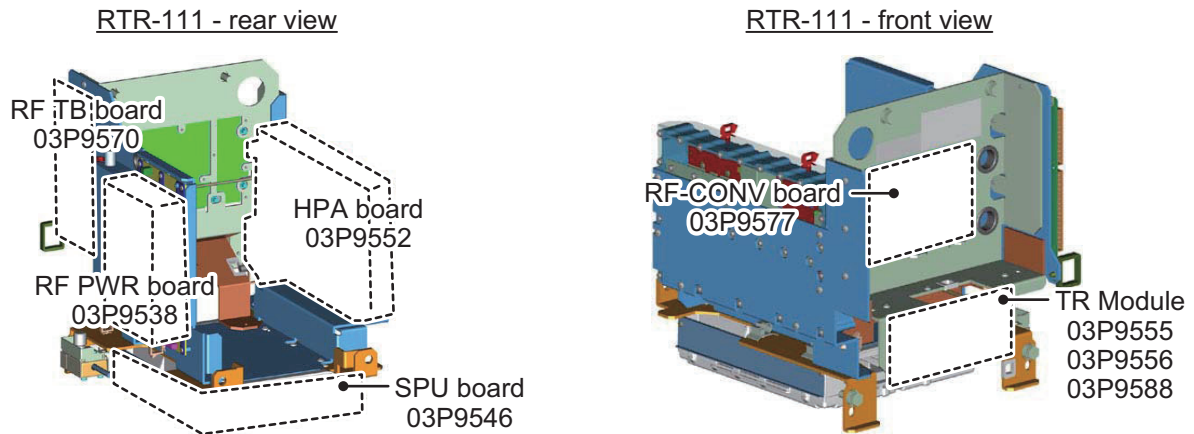 RTR-111 - rear view
RF TB board
03P9570
HPA board
03P9552
RF PWR board
03P9538
SPU board
03P9546
RTR-111 - front view
RF-CONV board
03P9577
TR Module
03P9555
03P9556
03P9588